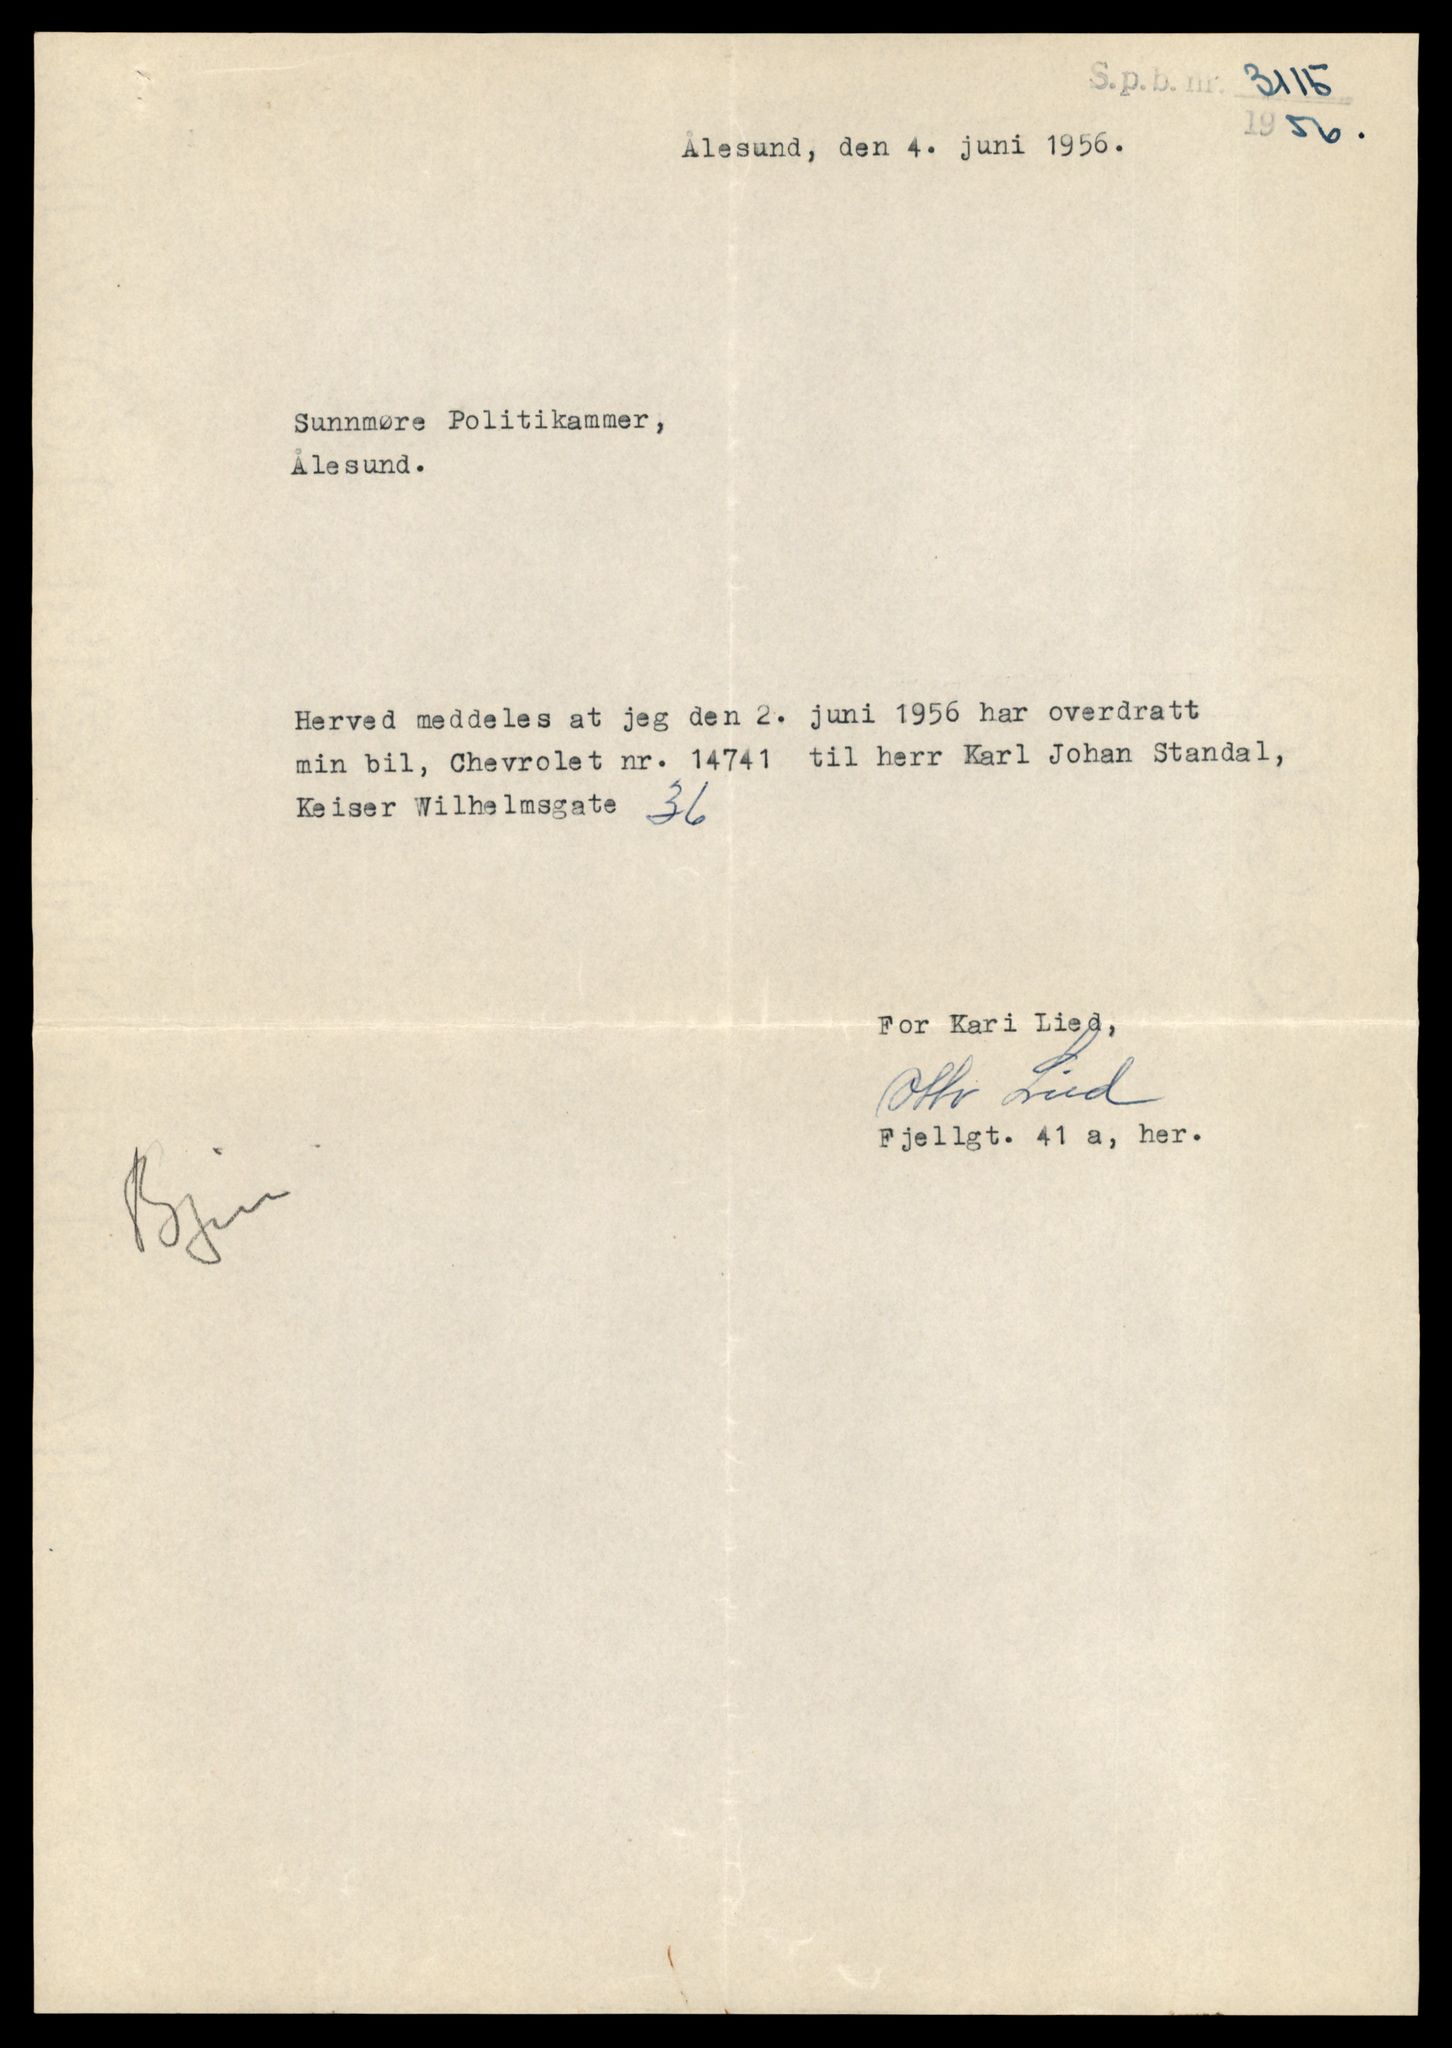 S.p.b. nr. 3115
1956.
Ålesund, den 4. juni 1956.
Sunnmøre Politikammer,
Ålesund.
Herved meddeles at jeg den 2. juni 1956 har overdratt
min bil, Chevrolet nr. 14741 til herr Karl Johan Standal,
Keiser Wilhelmsgate 36
For Kari Lied,
Otto Lied
Fjellgt. 41 a, her.